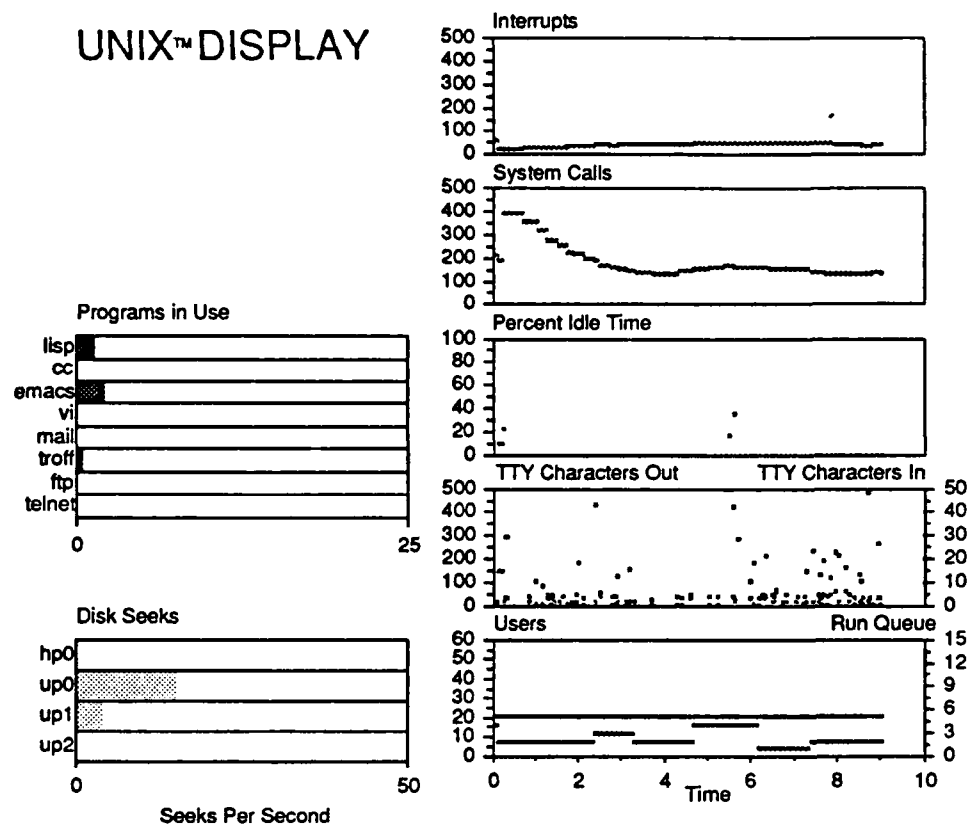 UNIX™ DISPLAY
Programs in Use
lisp
cc
emacs
vi
mail
troff
ftp
telnet
0 25
Disk Seeks
hp0
up0
up1
up2
0 50
Seeks Per Second
Interrupts
500
400
300
200
100
0
System Calls
500
400
300
200
100
0
Percent Idle Time
100
80
60
40
20
0
TTY Characters Out TTY Characters In
500 50
400 40
300 30
200 20
100 10
0 0
Users Run Queue
60 15
50 12
40 9
30 6
20 3
10 0
0
0 2 4 6 8 10
Time